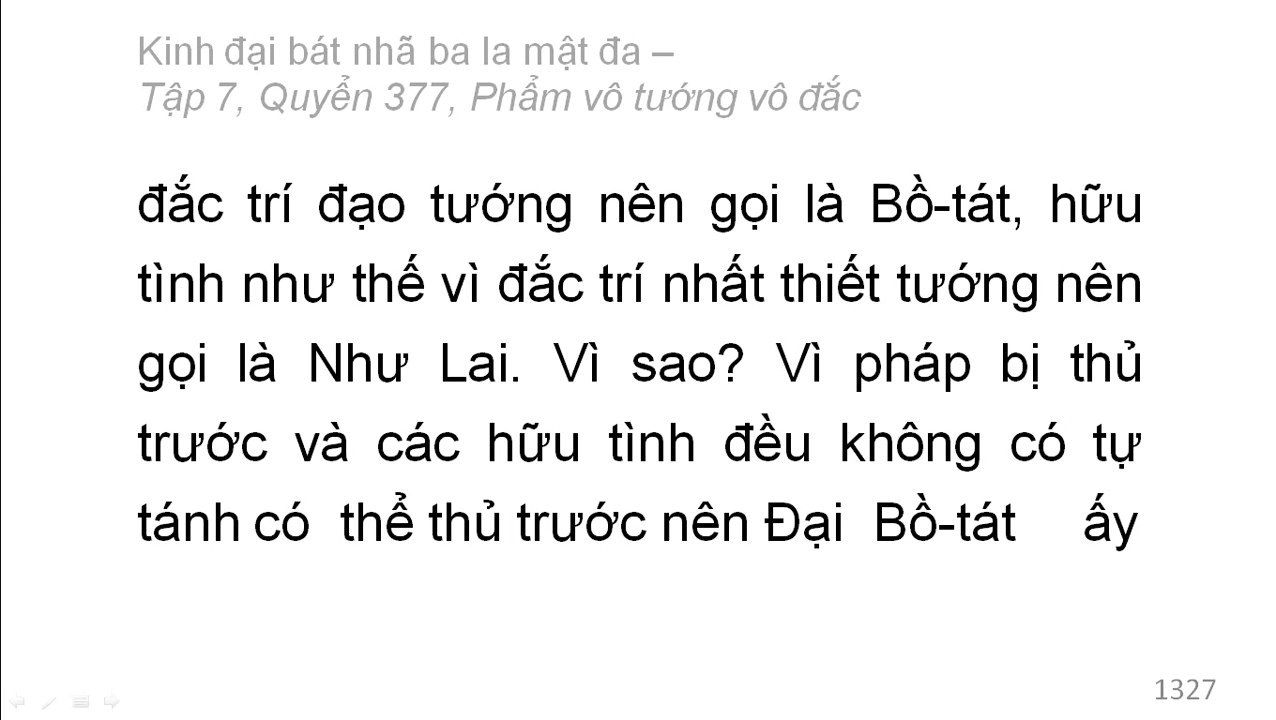 Kinh đại bát nhã ba la mật đa –
Tập 7, Quyển 377, Phẩm vô tướng vô đắc
đắc trí đạo tướng nên gọi là Bồ-tát, hữu
tình như thế vì đắc trí nhất thiết tướng nên
gọi là Như Lai. Vì sao? Vì pháp bị thủ
trước và các hữu tình đều không có tự
tánh có thể thủ trước nên Đại Bồ-tát ấy
1327